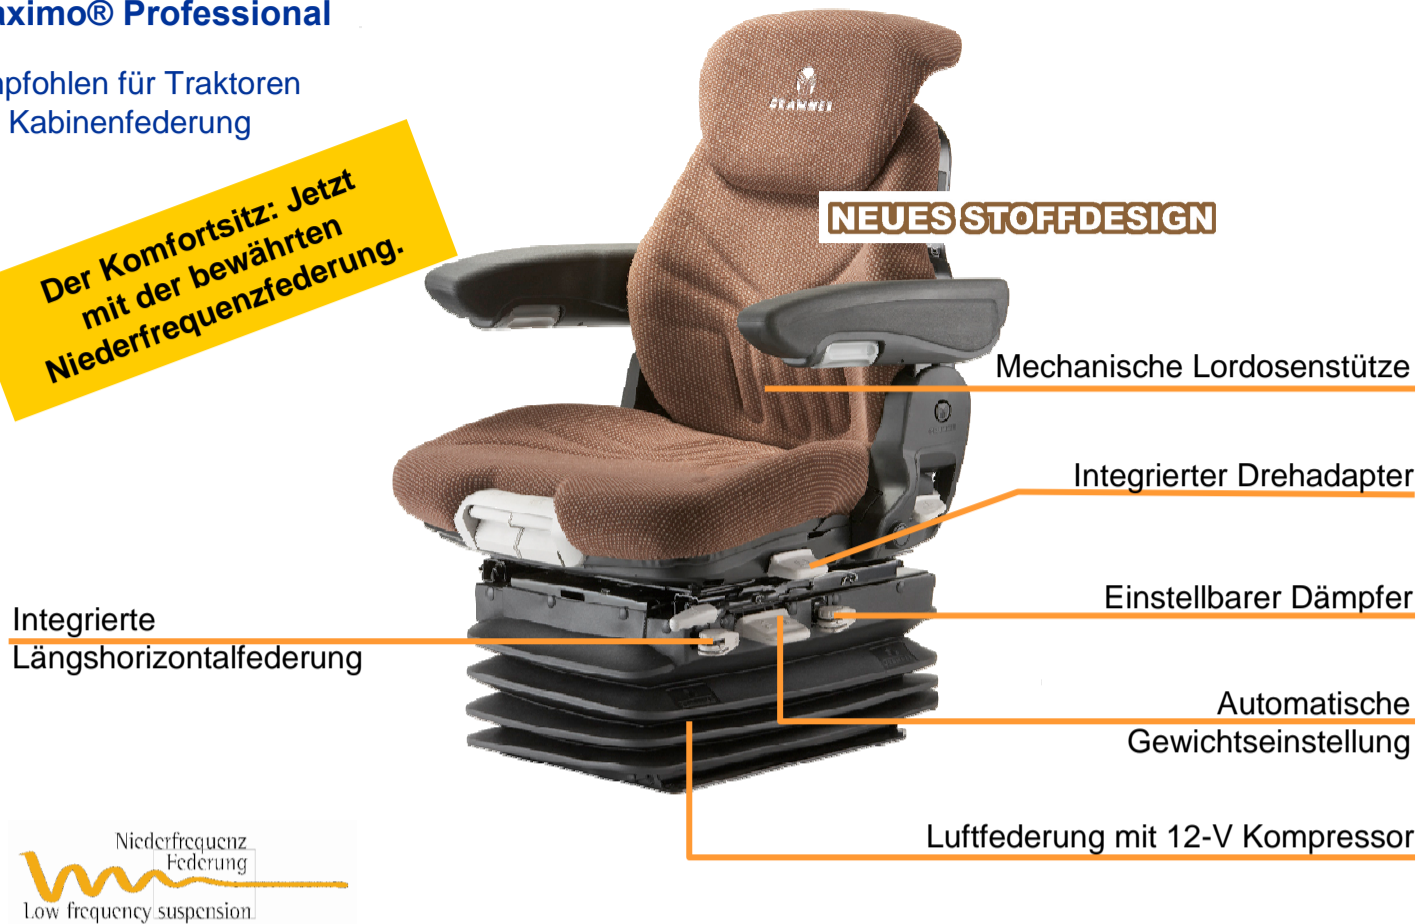 aximo® Professional
pfohlen für Traktoren
Kabinenfederung
Der Komfortsitz: Jetzt
mit der bewährten
Niederfrequenzfederung.
GRAMMER
NEUES STOFFDESIGN
Mechanische Lordosenstütze
Integrierter Drehadapter
Einstellbarer Dämpfer
Integrierte
Längshorizontalfederung
Automatische
Gewichtseinstellung
Luftfederung mit 12-V Kompressor
Niederfrequenz
Federung
Low frequency suspension